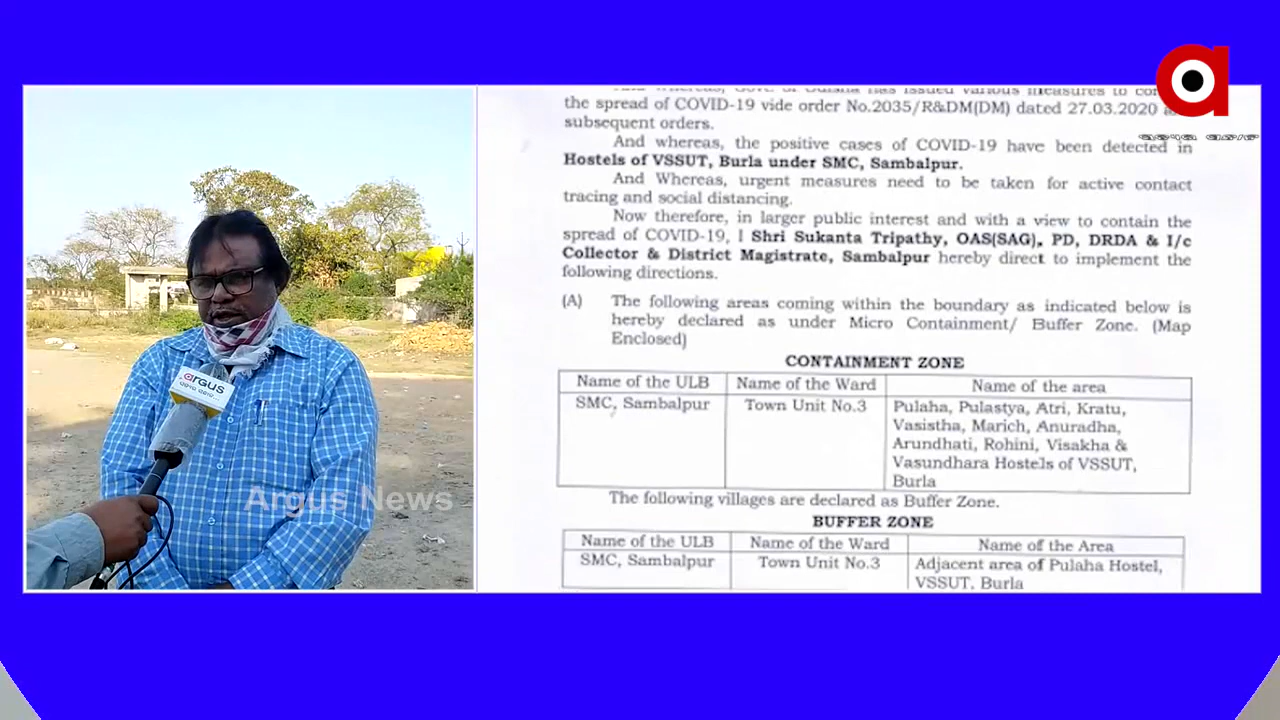 the spread of COVID-19 vide order No.2035/R&DM(DM) dated 27.03.2020
subsequent orders.
And whereas, the positive cases of COVID-19 have been detected in
Hostels of VSSUT, Burla under SMC, Sambalpur.
And Whereas, urgent measures need to be taken for active contact
tracing and social distancing.
Now therefore, in larger public interest and with a view to contain the
spread of COVID-19, I Shri Sukanta Tripathy, OAS(SAG), PD, DRDA & I/c
Collector & District Magistrate, Sambalpur hereby direct to implement the
following directions.
(A) The following areas coming within the boundary as indicated below is
hereby declared as under Micro Containment/ Buffer Zone. (Map
Enclosed)
CONTAINMENT ZONE
Name of the ULB Name of the Ward Name of the area
SMC, Sambalpur Town Unit No.3 Pulaha, Pulastya, Atri, Kratu,
Vasistha, Marich, Anuradha,
Arundhati, Rohini, Visakha &
Vasundhara Hostels of VSSUT,
Burla
The following villages are declared as Buffer Zone.
BUFFER ZONE
Name of the ULB Name of the Ward Name of the Area
SMC, Sambalpur Town Unit No.3 Adjacent area of Pulaha Hostel,
VSSUT, Burla
argus
Argus News
a